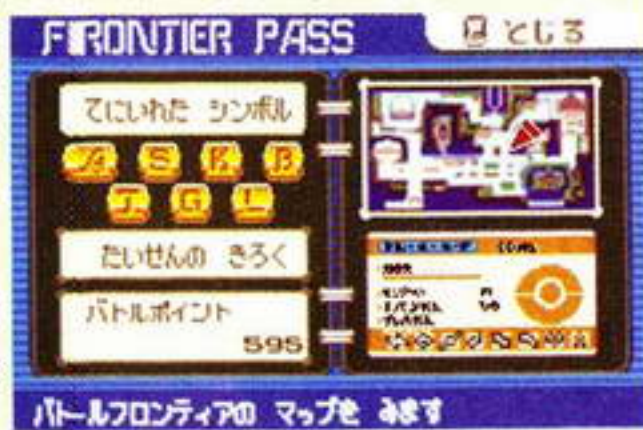 FRONTIER PASS
とじる
てにいれた シンボル
A S K B
T G L
たいせんの きろく
バトルポイント
595
バトルフロンティアの マップを みます